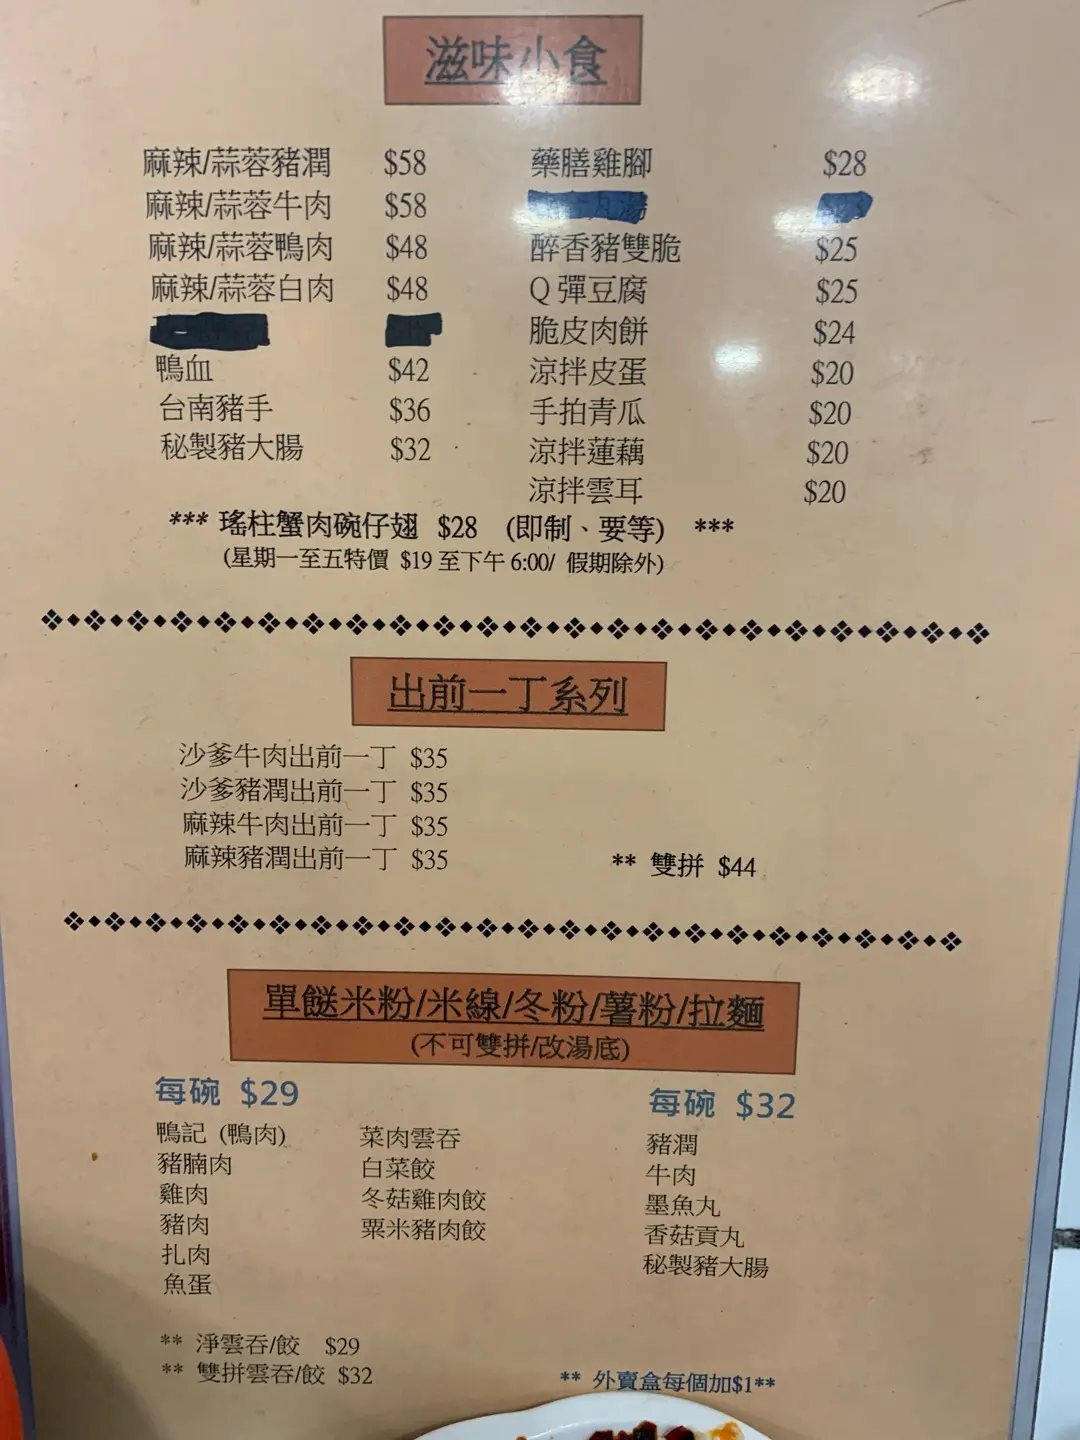 滋味小食
麻辣/蒜蓉豬潤 $58
麻辣/蒜蓉牛肉 $58
麻辣/蒜蓉鴨肉 $48
麻辣/蒜蓉白肉 $48
鴨血 $42
台南豬手 $36
秘製豬大腸 $32
藥膳雞腳 $28
醉香豬雙脆 $25
Q 彈豆腐 $25
脆皮肉餅 $24
涼拌皮蛋 $20
手拍青瓜 $20
涼拌蓮藕 $20
涼拌雲耳 $20
*** 瑤柱蟹肉碗仔翅 $28 (即制、要等) ***
(星期一至五特價 $19 至下午 6:00/ 假期除外)
出前一丁系列
沙爹牛肉出前一丁 $35
沙爹豬潤出前一丁 $35
麻辣牛肉出前一丁 $35
麻辣豬潤出前一丁 $35
** 雙拼 $44
單餸米粉/米線/冬粉/薯粉/拉麵
(不可雙拼/改湯底)
每碗 $29
鴨記 (鴨肉)
豬腩肉
雞肉
豬肉
扎肉
魚蛋
菜肉雲吞
白菜餃
冬菇雞肉餃
粟米豬肉餃
每碗 $32
豬潤
牛肉
墨魚丸
香菇貢丸
秘製豬大腸
** 淨雲吞/餃 $29
** 雙拼雲吞/餃 $32
** 外賣盒每個加$1**